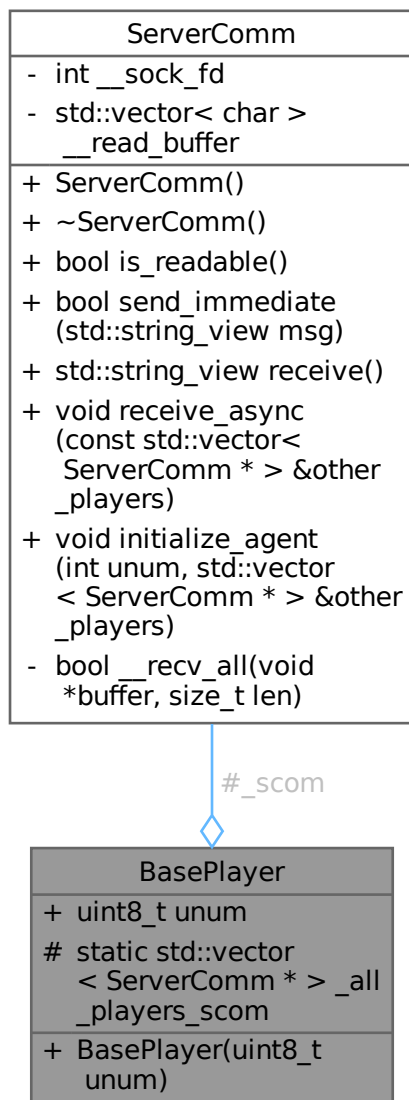 ServerComm
- int __sock_fd
- std::vector< char >
__read_buffer
+ ServerComm()
+ ~ServerComm()
+ bool is_readable()
+ bool send_immediate
(std::string_view msg)
+ std::string_view receive()
+ void receive_async
(const std::vector<
ServerComm * > &other
_players)
+ void initialize_agent
(int unum, std::vector
< ServerComm * > &other
_players)
- bool __recv_all(void
*buffer, size_t len)
#_scom
BasePlayer
+ uint8_t unum
# static std::vector
< ServerComm * > _all
_players_scom
+ BasePlayer(uint8_t
unum)